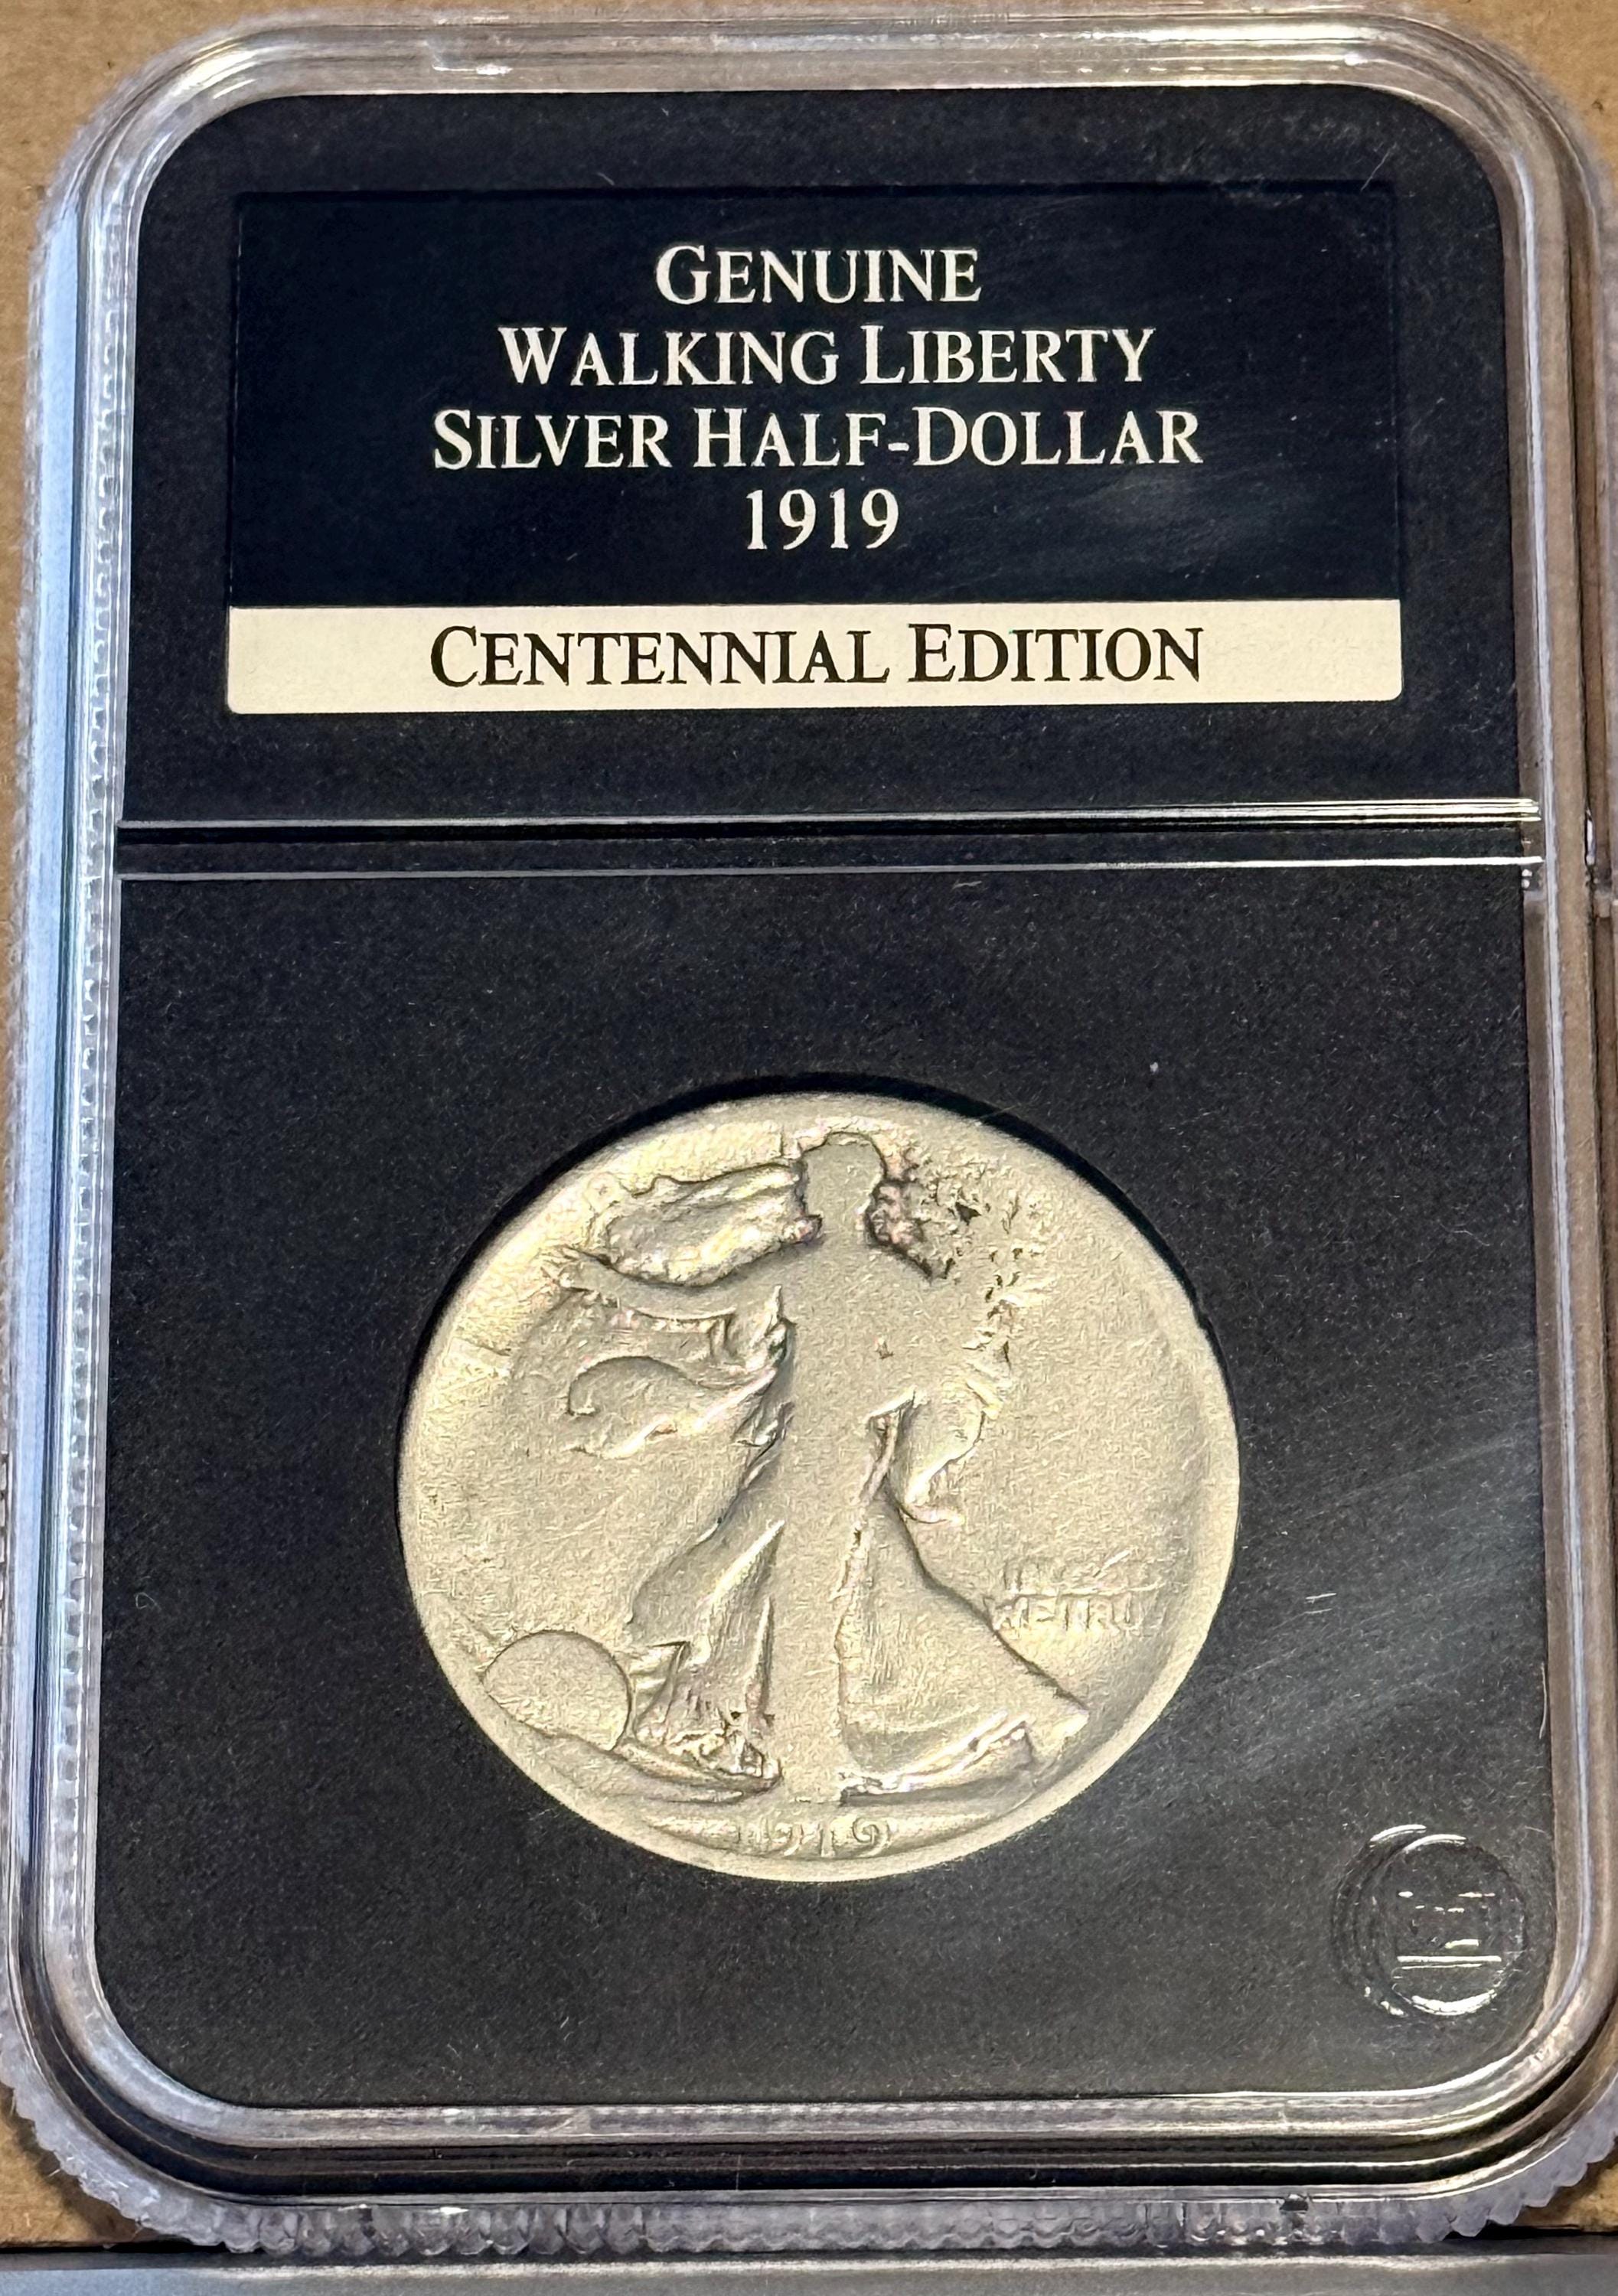 GENUINE
WALKING LIBERTY
SILVER HALF-DOLLAR
1919
CENTENNIAL EDITION
1919